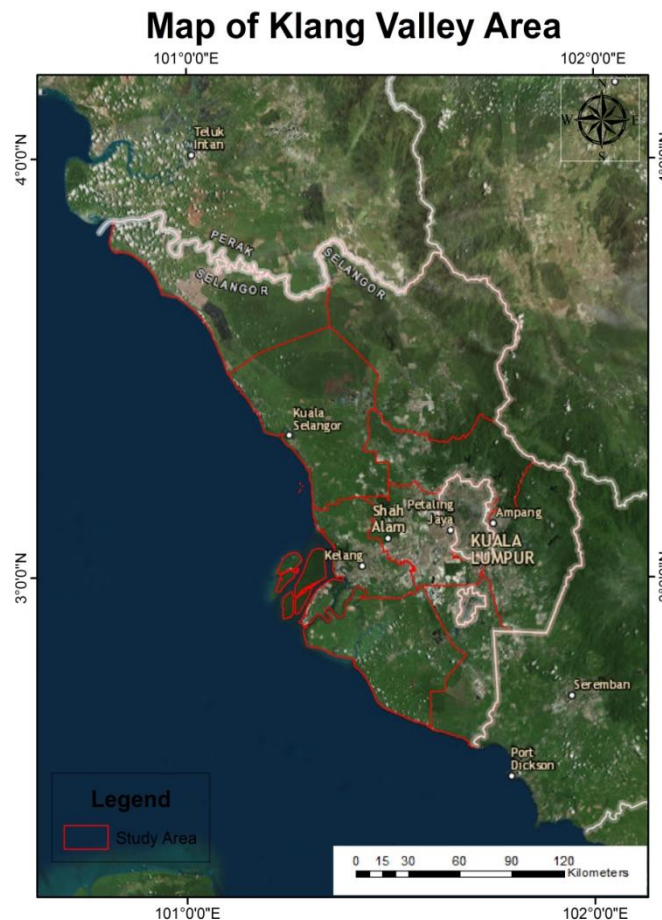 Map of Klang Valley Area
101°0'0"E
102°0'0"E
N
W
E
S
4°0'0"N
Teluk
Intan
PERAK
SELANGOR
SELANGOR
Kuala
Selangor
Shah
Alam
Petaling
Jaya
Ampang
KUALA
LUMPUR
Kelang
3°0'0"N
Seremban
Port
Dickson
Legend
Study Area
0 15 30 60 90 120
Kilometers
101°0'0"E
102°0'0"E